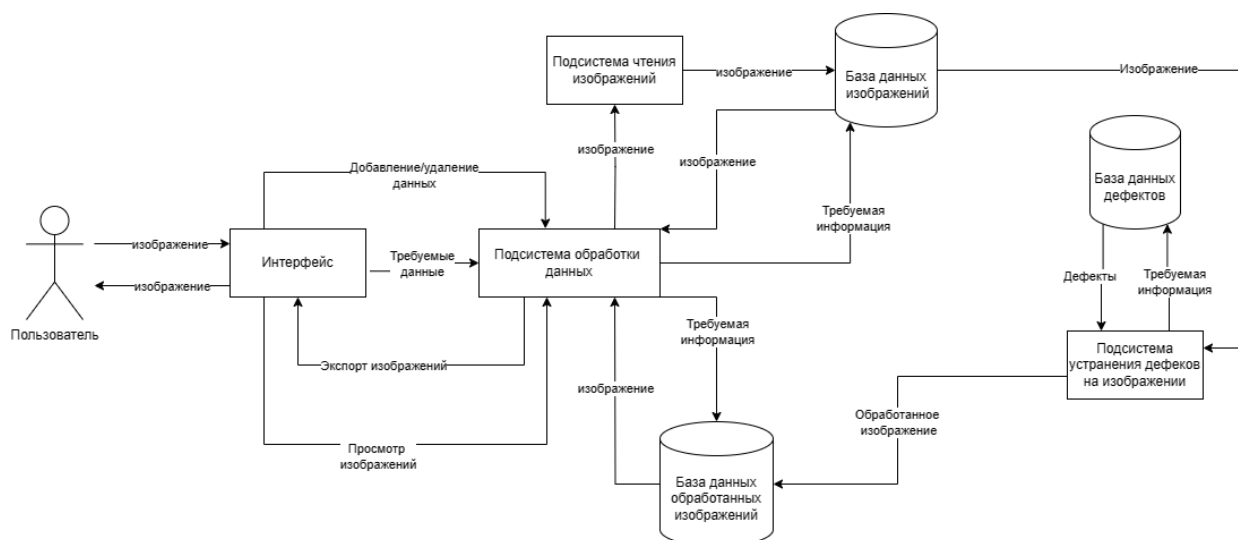 Подсистема чтения
изображений
изображение
База данных
изображений
Изображение
изображение
изображение
База данных
дефектов
Добавление/удаление
данных
Требуемая
информация
изображение
Интерфейс
Требуемые
данные
Подсистема обработки
данных
изображение
Дефекты
Требуемая
информация
Пользователь
Требуемая
информация
Подсистема
устранения дефеков
на изображении
Экспорт изображений
изображение
Обработанное
изображение
Просмотр
изображений
База данных
обработанных
изображений